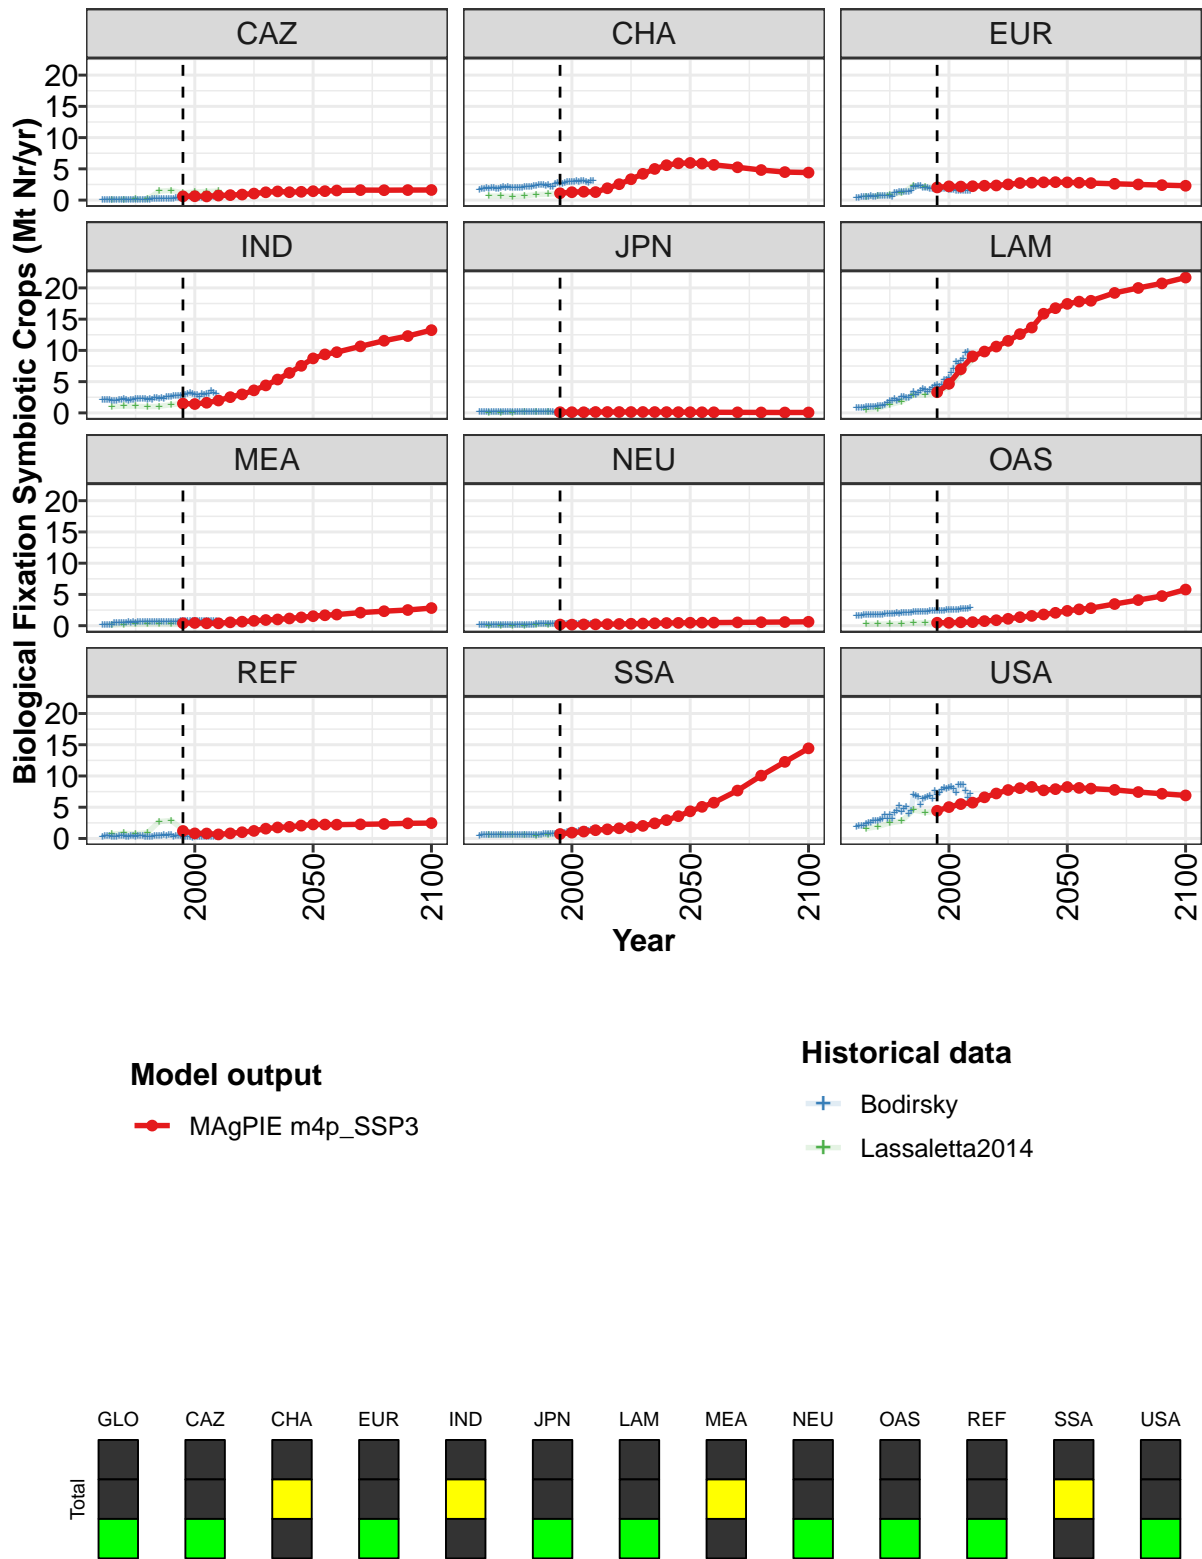 CAZ CHA EUR
20
15
10
5
0
IND JPN LAM
20
15
10
5
0
MEA NEU OAS
20
15
10
5
0
REF SSA USA
20
15
10
5
0
Biological Fixation Symbiotic Crops (Mt Nr/yr)
2000 2050 2100 2000 2050 2100 2000 2050 2100
Year
Model output
MAgPIE m4p_SSP3
Historical data
Bodirsky
Lassaletta2014
GLO CAZ CHA EUR IND JPN LAM MEA NEU OAS REF SSA USA
Total